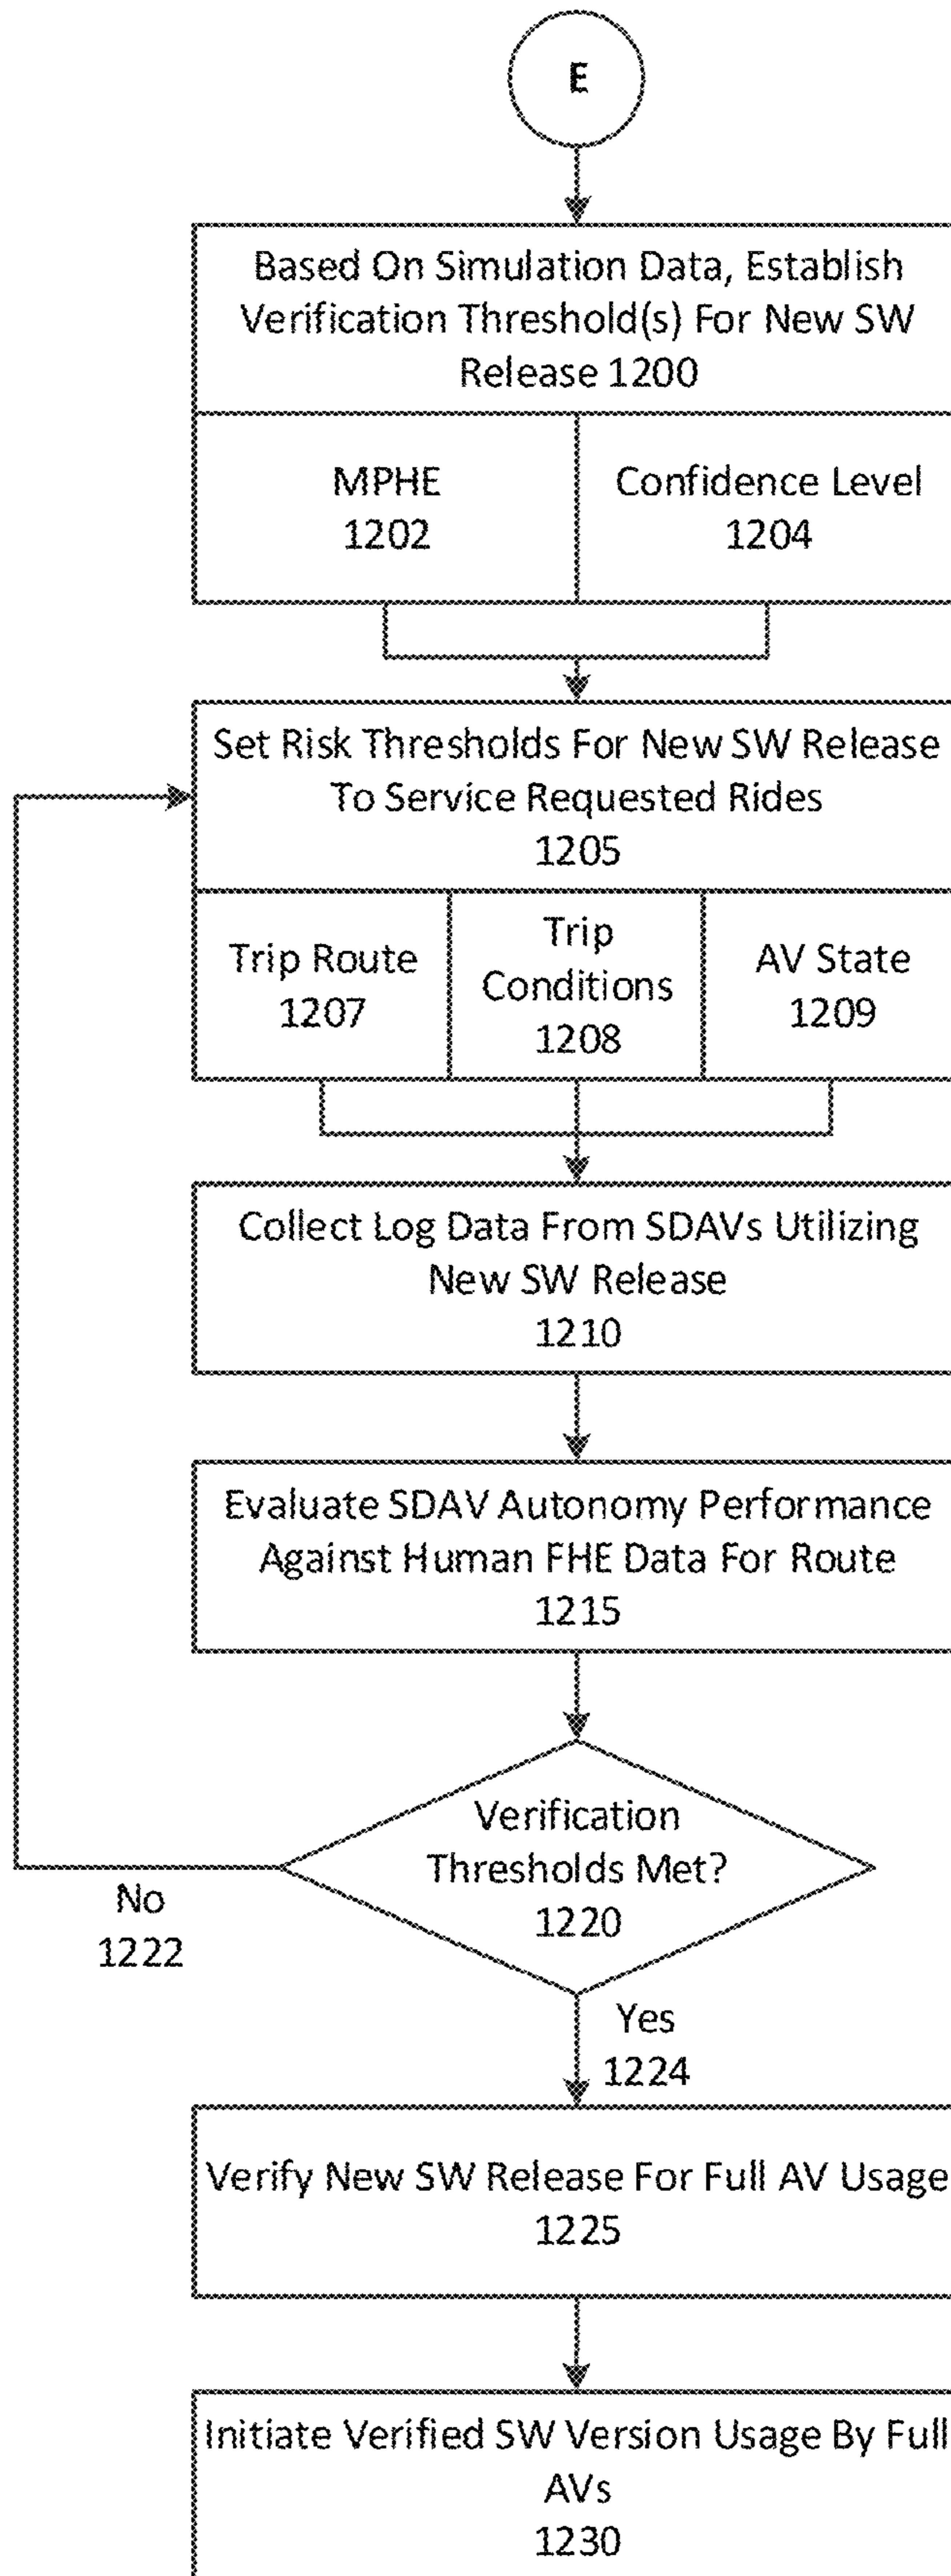 E
Based On Simulation Data, Establish
Verification Threshold(s) For New SW
Release 1200
MPHE
1202
Confidence Level
1204
Set Risk Thresholds For New SW Release
To Service Requested Rides
1205
Trip Route
1207
Trip
Conditions
1208
AV State
1209
Collect Log Data From SDAVs Utilizing
New SW Release
1210
Evaluate SDAV Autonomy Performance
Against Human FHE Data For Route
1215
Verification
Thresholds Met?
1220
No
1222
Yes
1224
Verify New SW Release For Full AV Usage
1225
Initiate Verified SW Version Usage By Full
AVs
1230